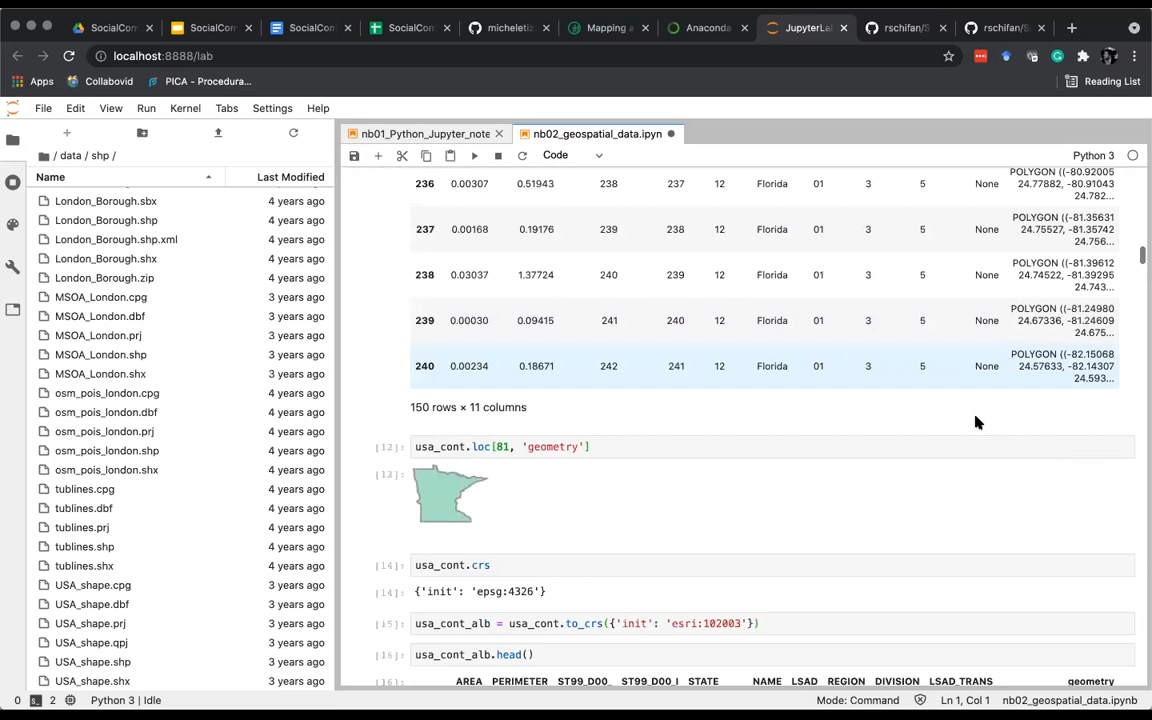 SocialCom
SocialCom
SocialCom
SocialCom
micheletiz
Mapping a
Anaconda
JupyterLa
rschifan/S
rschifan/S
localhost:8888/lab
Apps
Collabovid
PICA - Procedura...
Reading List
File Edit View Run Kernel Tabs Settings Help
nb01_Python_Jupyter_note
nb02_geospatial_data.ipyn
/ data / shp /
Code
Python 3
Name
Last Modified
London_Borough.sbx 4 years ago
London_Borough.shp 4 years ago
London_Borough.shp.xml 4 years ago
London_Borough.shx 4 years ago
London_Borough.zip 4 years ago
MSOA_London.cpg 3 years ago
MSOA_London.dbf 3 years ago
MSOA_London.prj 3 years ago
MSOA_London.shp 3 years ago
MSOA_London.shx 3 years ago
osm_pois_london.cpg 4 years ago
osm_pois_london.dbf 4 years ago
osm_pois_london.prj 4 years ago
osm_pois_london.shp 4 years ago
osm_pois_london.shx 4 years ago
tublines.cpg 4 years ago
tublines.dbf 4 years ago
tublines.prj 4 years ago
tublines.shp 4 years ago
tublines.shx 4 years ago
USA_shape.cpg 3 years ago
USA_shape.dbf 3 years ago
USA_shape.prj 3 years ago
USA_shape.qpj 3 years ago
USA_shape.shp 3 years ago
USA_shape.shx 3 years ago
POLYGON ((-80.92005
236 0.00307 0.51943 238 237 12 Florida 01 3 5 None 24.77882, -80.91043
24.782...
POLYGON ((-81.35631
237 0.00168 0.19176 239 238 12 Florida 01 3 5 None 24.75527, -81.35742
24.756...
POLYGON ((-81.39612
238 0.03037 1.37724 240 239 12 Florida 01 3 5 None 24.74522, -81.39295
24.743...
POLYGON ((-81.24980
239 0.00030 0.09415 241 240 12 Florida 01 3 5 None 24.67336, -81.24609
24.675...
POLYGON ((-82.15068
240 0.00234 0.18671 242 241 12 Florida 01 3 5 None 24.57633, -82.14307
24.593...
150 rows × 11 columns
[12]: usa_cont.loc[81, 'geometry']
[12]:
[14]: usa_cont.crs
[14]: {'init': 'epsg:4326'}
[15]: usa_cont_alb = usa_cont.to_crs({'init': 'esri:102003'})
[16]: usa_cont_alb.head()
[16]: AREA PERIMETER ST99_D00_ ST99_D00_I STATE NAME LSAD REGION DIVISION LSAD_TRANS geometry
0 2 Python 3 | Idle
Mode: Command Ln 1, Col 1 nb02_geospatial_data.ipynb